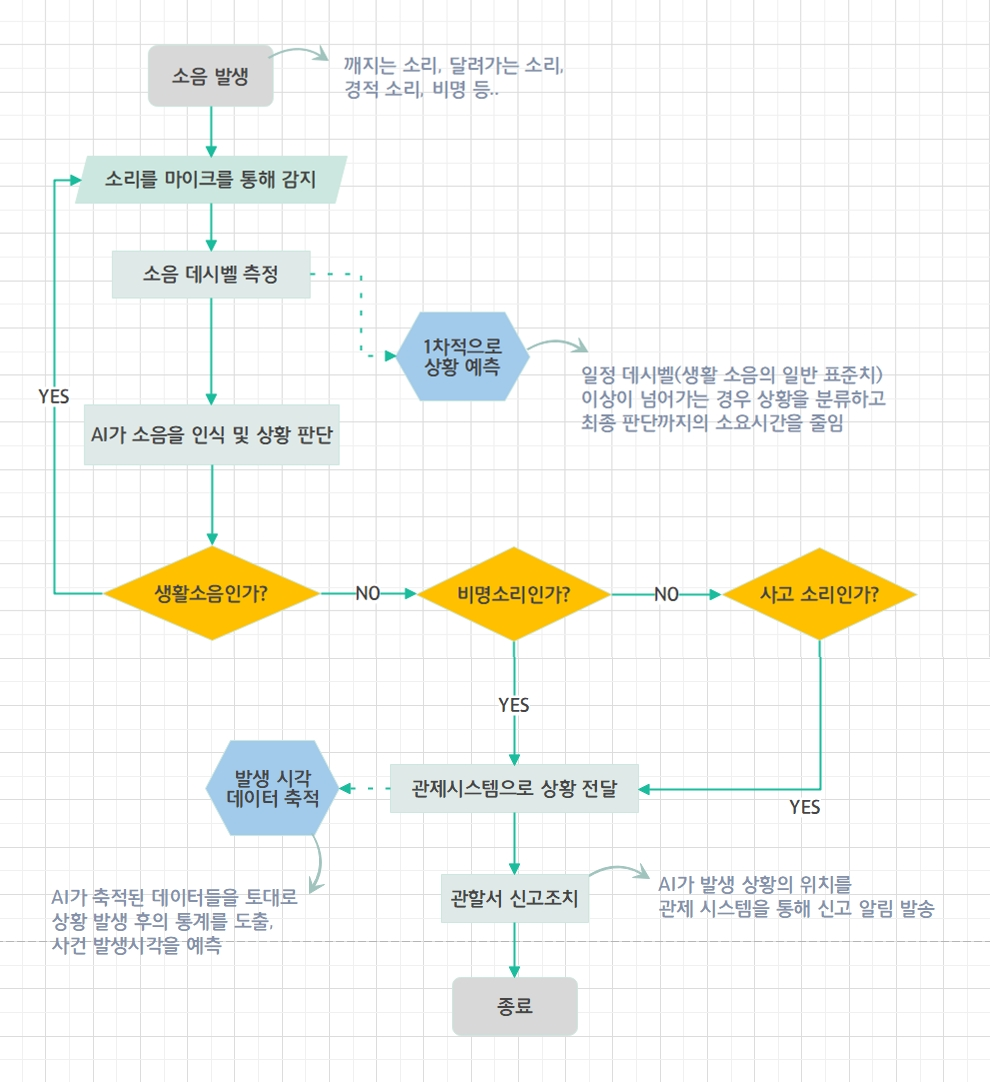 소음 발생
깨지는 소리, 달려가는 소리,
경적 소리, 비명 등..
소리를 마이크를 통해 감지
소음 데시벨 측정
1차적으로
상황 예측
일정 데시벨(생활 소음의 일반 표준치)
이상이 넘어가는 경우 상황을 분류하고
최종 판단까지의 소요시간을 줄임
YES
AI가 소음을 인식 및 상황 판단
생활소음인가?
NO
비명소리인가?
NO
사고 소리인가?
YES
발생 시각
데이터 축적
관제시스템으로 상황 전달
YES
AI가 축적된 데이터들을 토대로
상황 발생 후의 통계를 도출,
사건 발생시각을 예측
관할서 신고조치
AI가 발생 상황의 위치를
관제 시스템을 통해 신고 알림 발송
종료